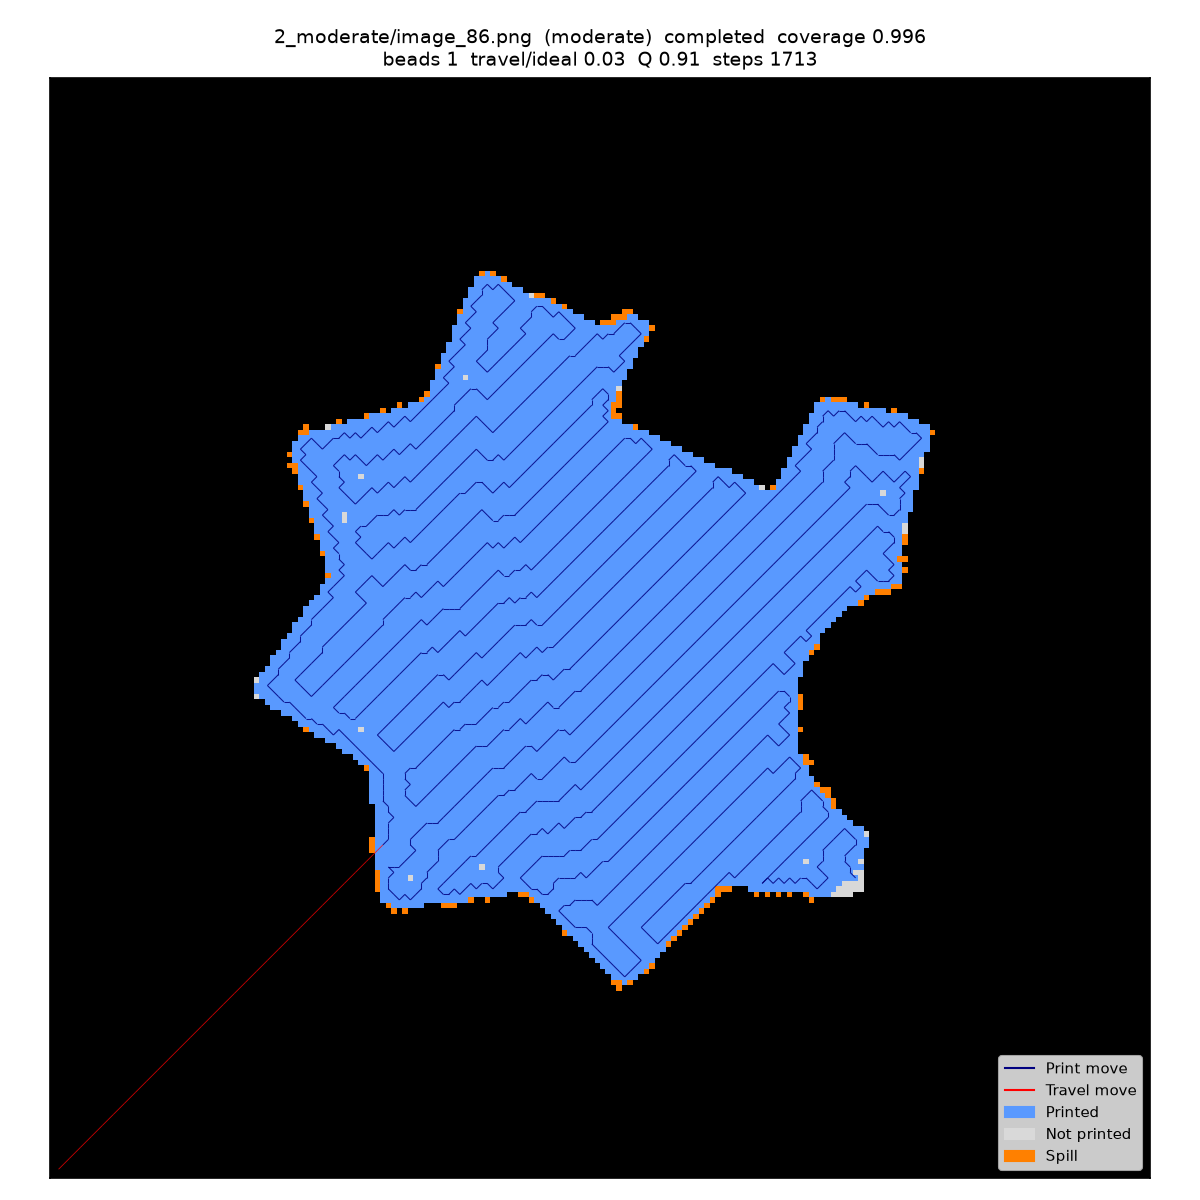 2_moderate/image_86.png  (moderate)  completed  coverage 0.996
beads 1  travel/ideal 0.03  Q 0.91  steps 1713
Print move
Travel move
Printed
Not printed
Spill